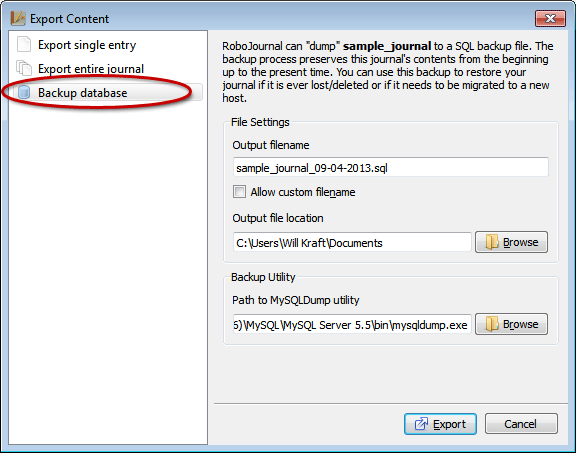 Export Content
Export single entry
Export entire journal
Backup database
RoboJournal can "dump" sample_journal to a SQL backup file. The
backup process preserves this journal's contents from the beginning
up to the present time. You can use this backup to restore your
journal if it is ever lost/deleted or if it needs to be migrated to a new
host.
File Settings
Output filename
sample_journal_09-04-2013.sql
Allow custom filename
Output file location
C:\Users\Will Kraft\Documents
Browse
Backup Utility
Path to MySQLDump utility
6)\MySQL\MySQL Server 5.5\bin\mysqldump.exe
Browse
Export
Cancel